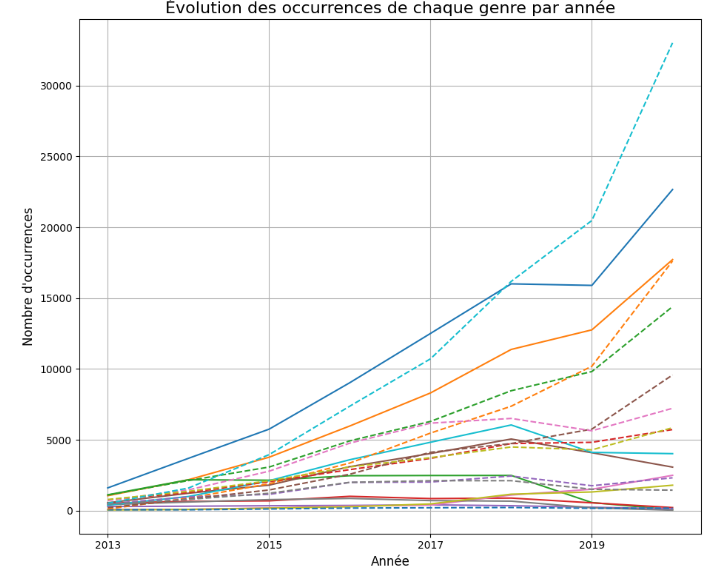 Évolution des occurrences de chaque genre par année
Nombre d'occurrences
30000
25000
20000
15000
10000
5000
0
2013 2015 2017 2019
Année